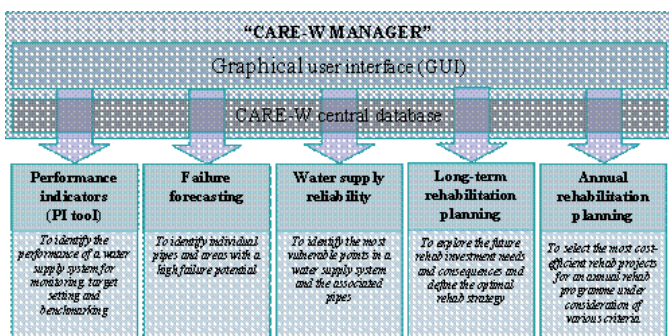 “CARE-W MANAGER”
Graphical user interface (GUI)
CARE-W central database
Performance
indicators
(PI tool)
To identify the
performance of a water
supply system for
monitoring, target
setting and
benchmarking
Failure
forecasting
To identify individual
pipes and areas with a
high failure potential
Water supply
reliability
To identify the most
vulnerable points in a
water supply system
and the associated
pipes
Long-term
rehabilitation
planning
To explore the future
rehab investment needs
and consequences and
define the optimal
rehab strategy
Annual
rehabilitation
planning
To select the most cost-
efficient rehab projects
for an annual rehab
programme under
consideration of
various criteria.